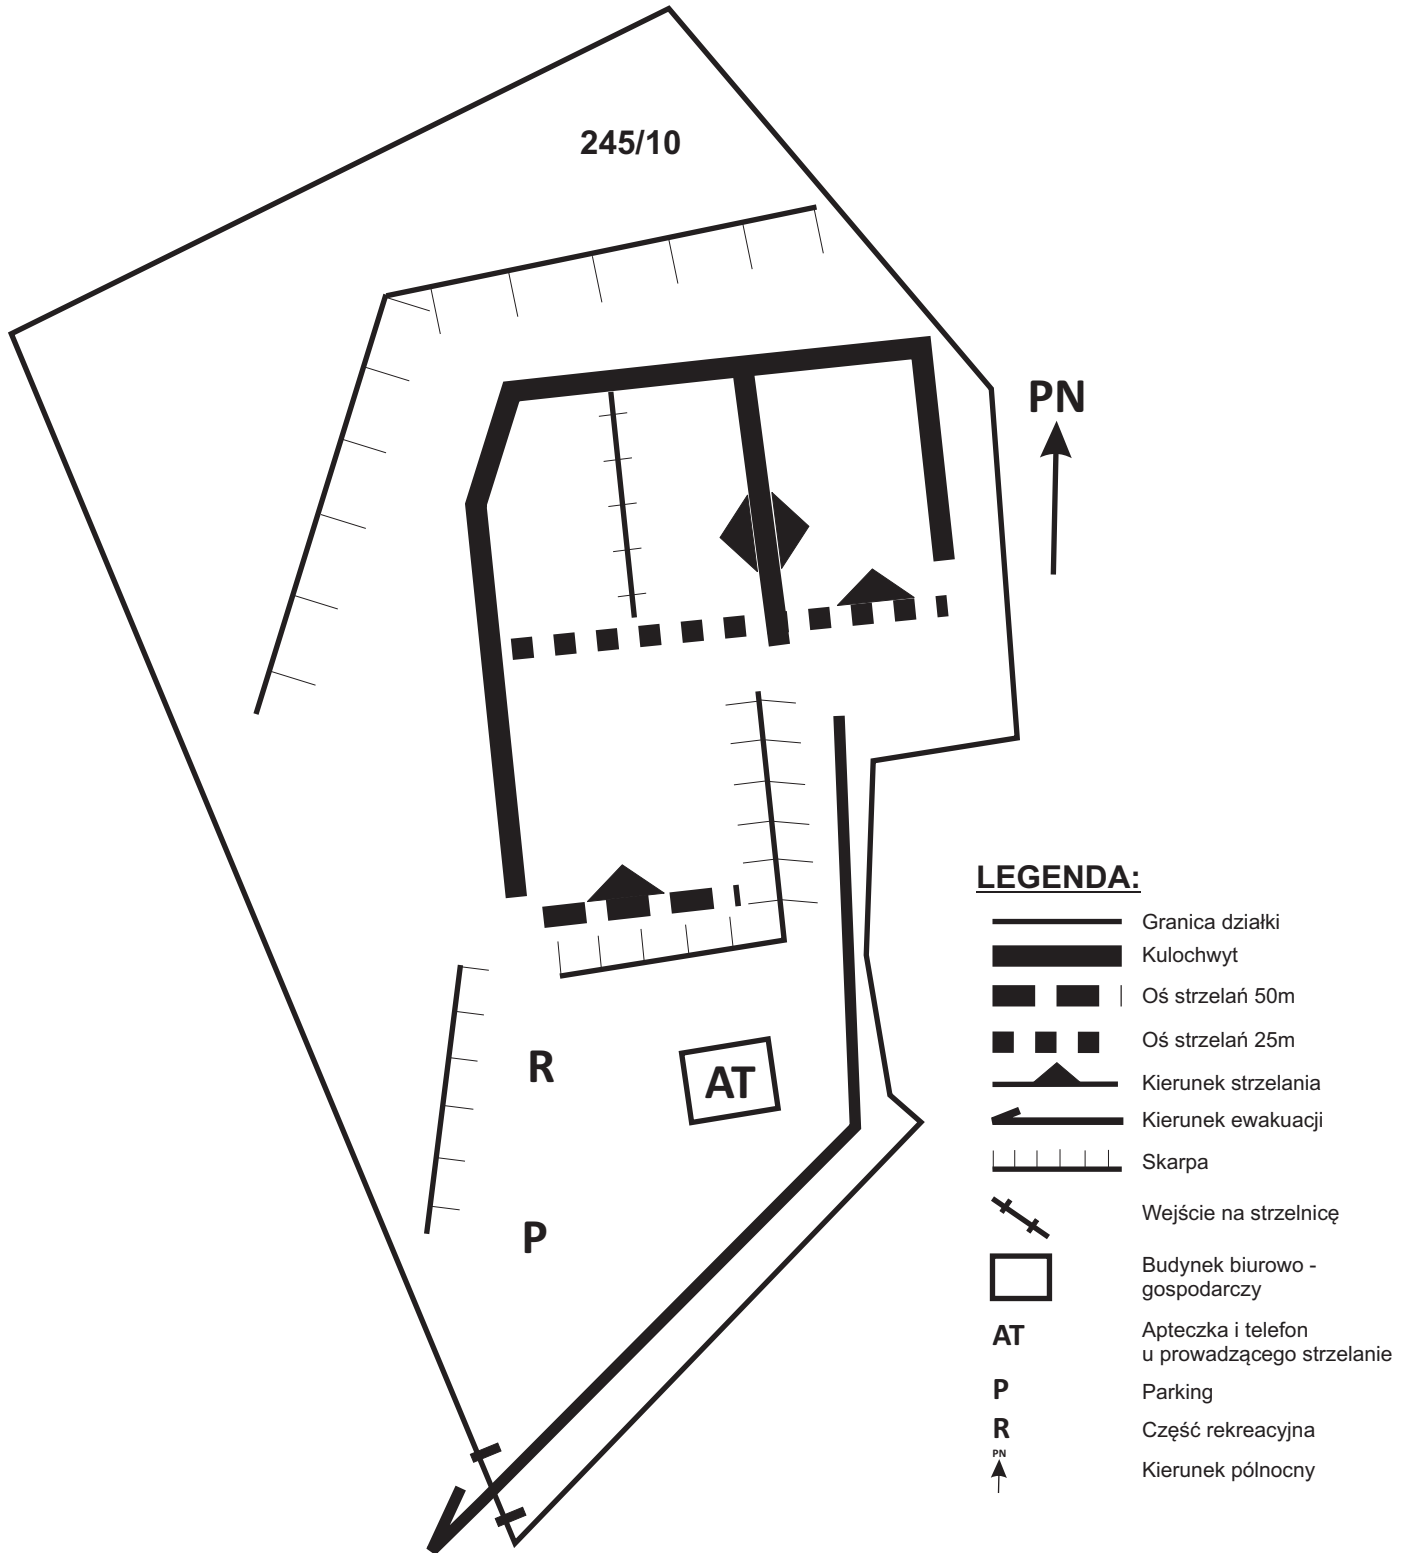 245/10
PN
R
AT
P
LEGENDA:
Granica działki
Kulochwyt
Oś strzelań 50m
Oś strzelań 25m
Kierunek strzelania
Kierunek ewakuacji
Skarpa
Wejście na strzelnicę
Budynek biurowo -
gospodarczy
AT Apteczka i telefon
u prowadzącego strzelanie
P Parking
R Część rekreacyjna
PN
Kierunek pólnocny